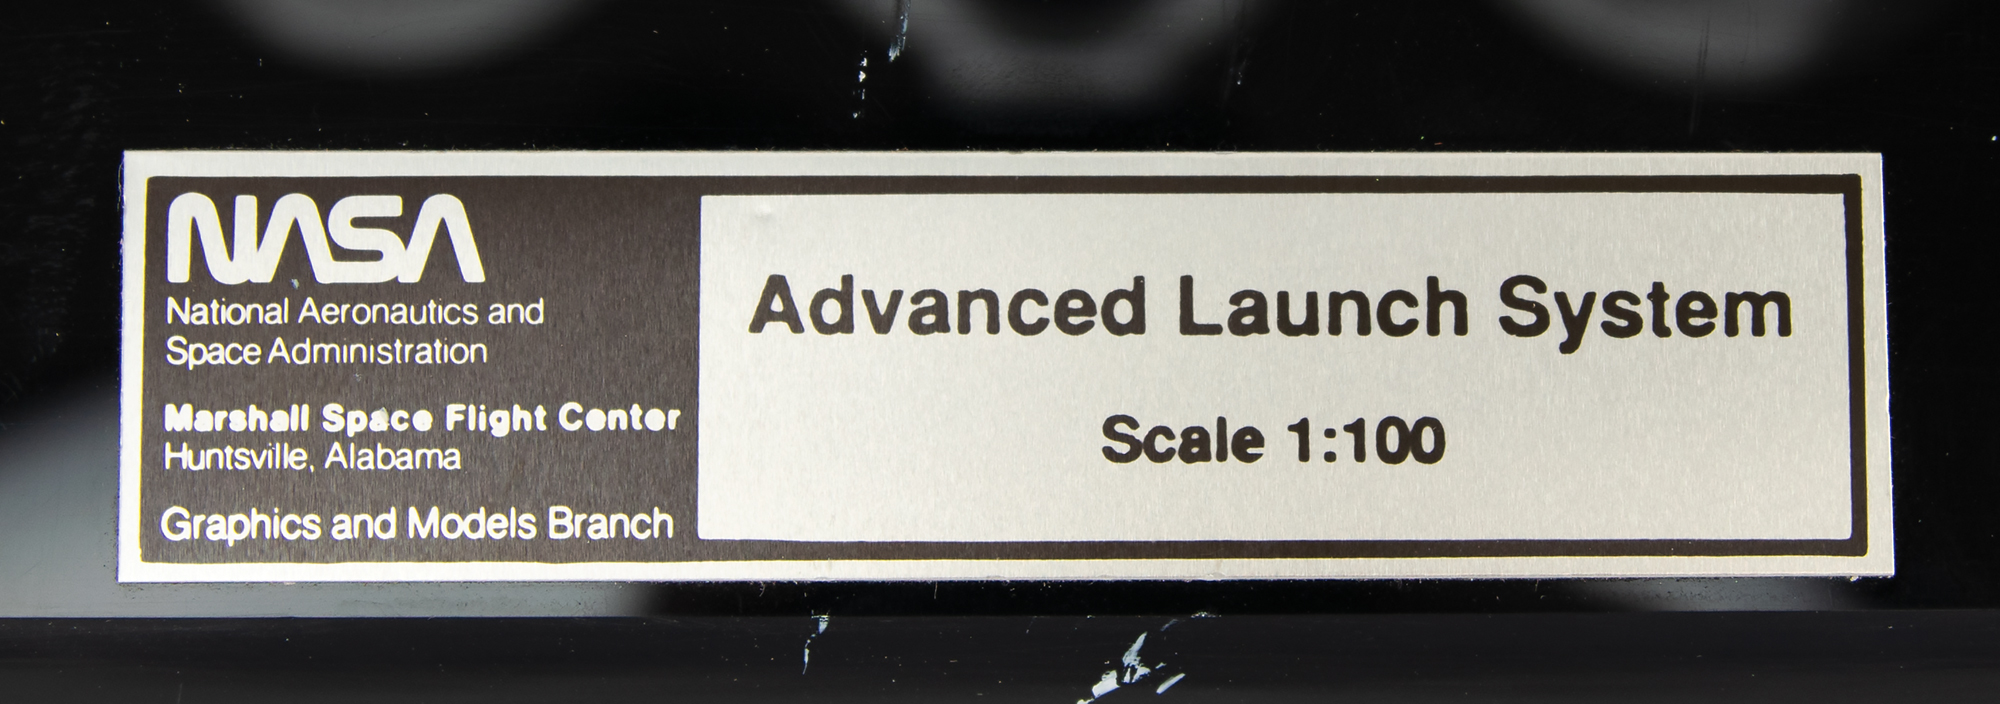 NASA
National Aeronautics and
Space Administration
Marshall Space Flight Center
Huntsville, Alabama
Graphics and Models Branch
Advanced Launch System
Scale 1:100